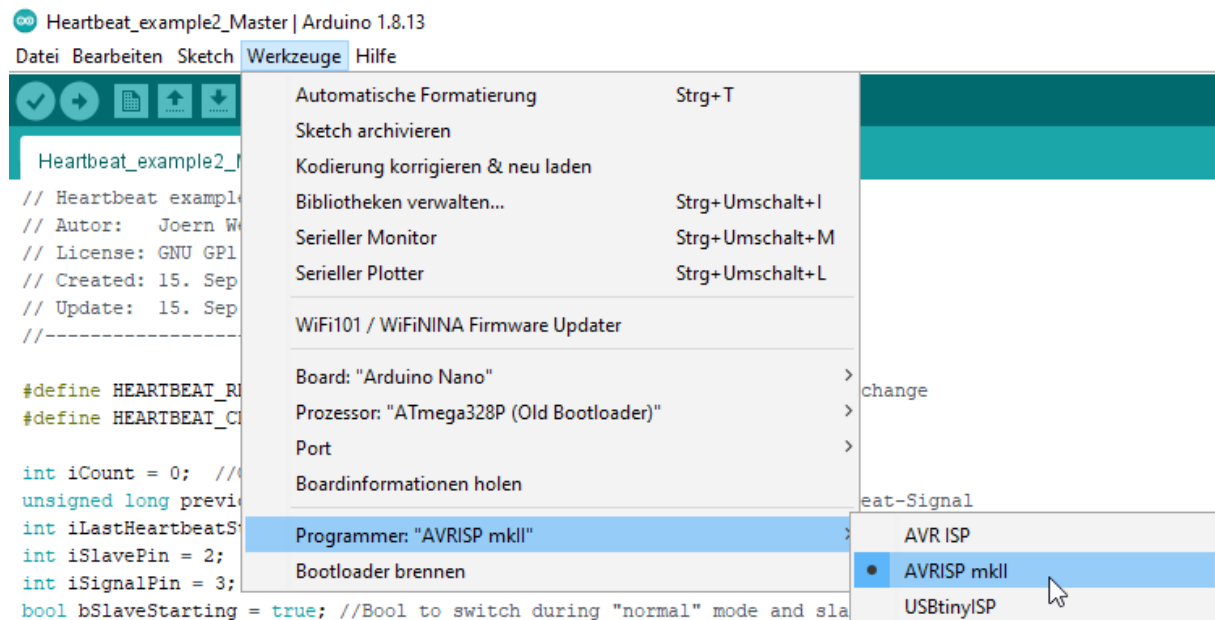 Heartbeat_example2_Master | Arduino 1.8.13
Datei Bearbeiten Sketch Werkzeuge Hilfe
Automatische Formatierung Strg+T
Sketch archivieren
Kodierung korrigieren & neu laden
Bibliotheken verwalten... Strg+Umschalt+I
Serieller Monitor Strg+Umschalt+M
Serieller Plotter Strg+Umschalt+L
WiFi101 / WiFiNINA Firmware Updater
Board: "Arduino Nano"
Prozessor: "ATmega328P (Old Bootloader)"
Port
Boardinformationen holen
Programmer: "AVRISP mkII"
Bootloader brennen
AVR ISP
AVRISP mkII
USBtinyISP
Heartbeat_example2_
// Heartbeat exampl
// Autor: Joern W
// License: GNU GPl
// Created: 15. Sep
// Update: 15. Sep
//------------------
#define HEARTBEAT_R change
#define HEARTBEAT_C
int iCount = 0; //
unsigned long previ eat-Signal
int iLastHeartbeatS
int iSlavePin = 2;
int iSignalPin = 3;
bool bSlaveStarting = true; //Bool to switch during "normal" mode and sla